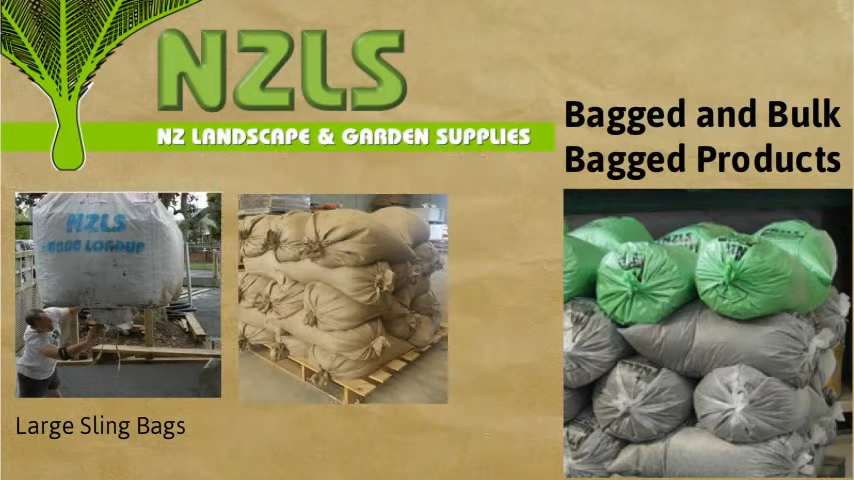 NZLS
NZ LANDSCAPE & GARDEN SUPPLIES
Bagged and Bulk
Bagged Products
NZLS
Large Sling Bags